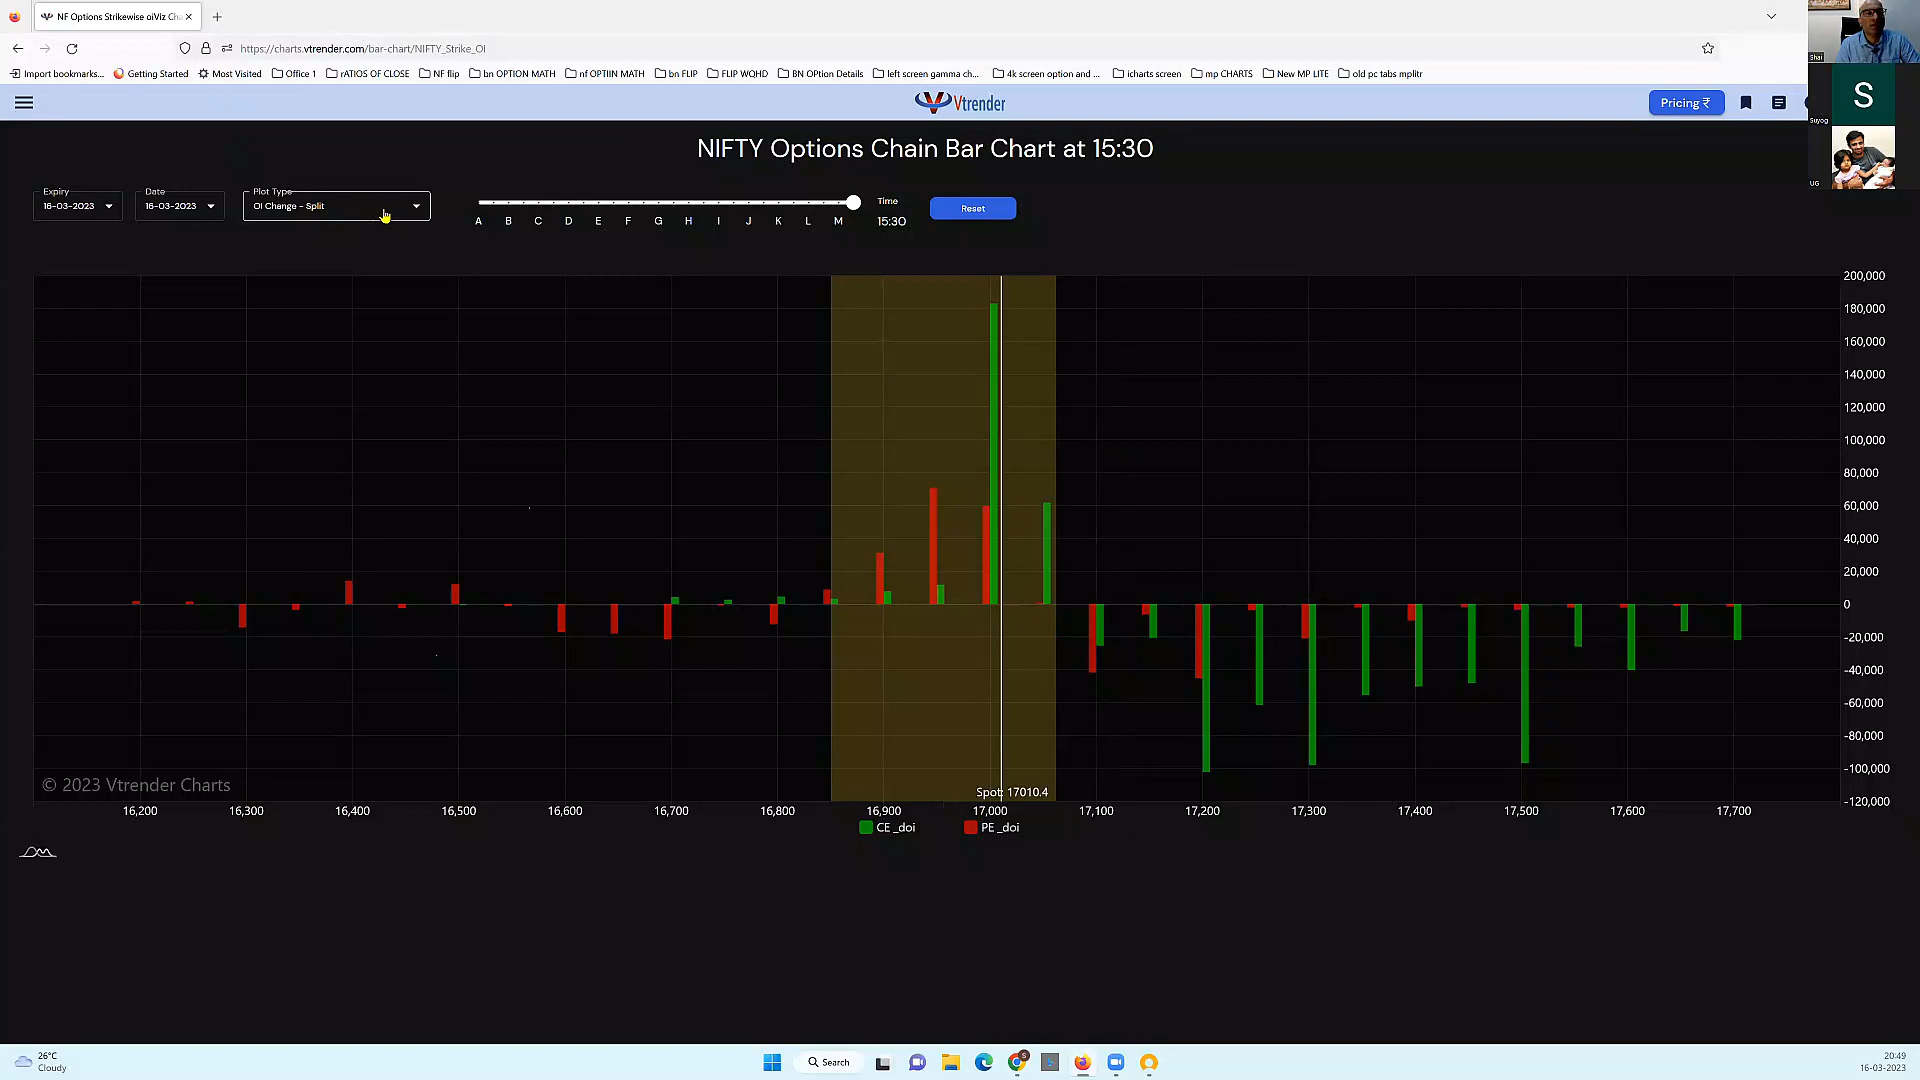 NF Options Strikewise oiViz Cha
https://charts.vtrender.com/bar-chart/NIFTY_Strike_OI
Import bookmarks... Getting Started Most Visited Office 1 rATIOS OF CLOSE NF flip bn OPTION MATH nf OPTIIN MATH bn FLIP FLIP WQHD BN OPtion Details left screen gamma ch... 4k screen option and ... icharts screen mp CHARTS New MP LITE old pc tabs mplitr
Shai
S
Suyog
UG
Vtrender
Pricing ₹
NIFTY Options Chain Bar Chart at 15:30
Expiry Date Plot Type
16-03-2023 16-03-2023 OI Change - Split
Time
15:30
Reset
A B C D E F G H I J K L M
200,000
180,000
160,000
140,000
120,000
100,000
80,000
60,000
40,000
20,000
0
-20,000
-40,000
-60,000
-80,000
-100,000
-120,000
© 2023 Vtrender Charts
Spot: 17010.4
16,200 16,300 16,400 16,500 16,600 16,700 16,800 16,900 17,000 17,100 17,200 17,300 17,400 17,500 17,600 17,700
CE_doi PE_doi
26°C
Cloudy
Search
20:49
16-03-2023